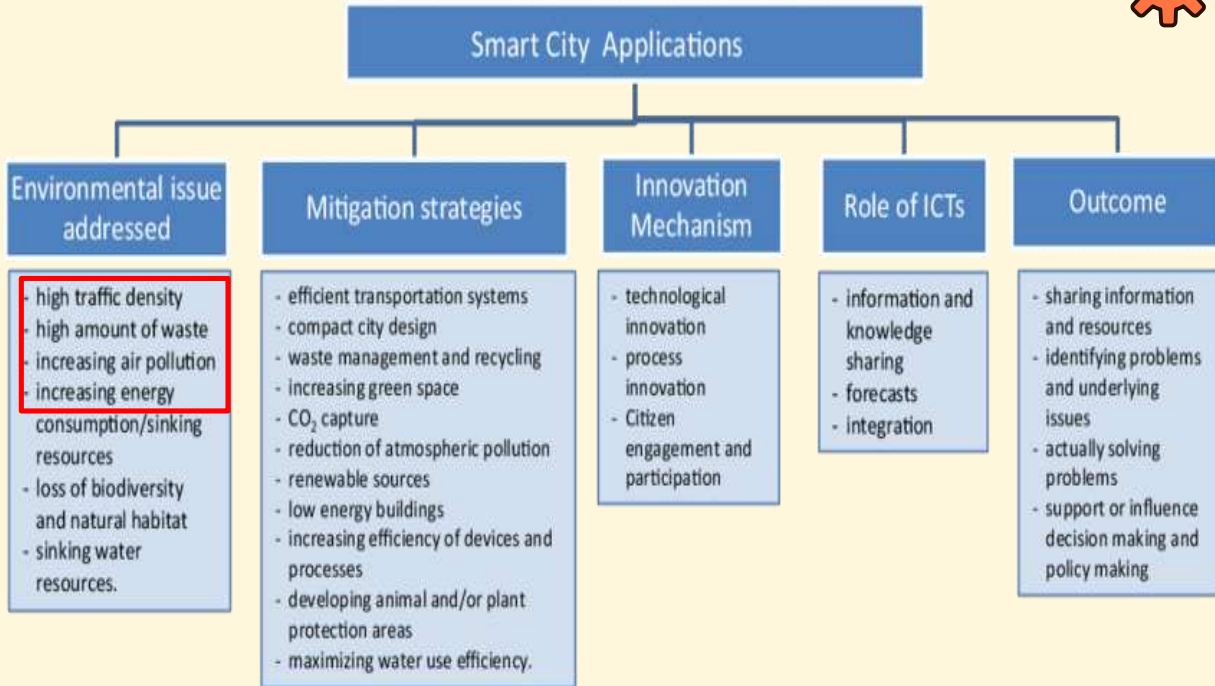 Smart City Applications
Environmental issue
addressed
- high traffic density
- high amount of waste
- increasing air pollution
- increasing energy
consumption/sinking
resources
- loss of biodiversity
and natural habitat
- sinking water
resources.
Mitigation strategies
- efficient transportation systems
- compact city design
- waste management and recycling
- increasing green space
- CO₂ capture
- reduction of atmospheric pollution
- renewable sources
- low energy buildings
- increasing efficiency of devices and
processes
- developing animal and/or plant
protection areas
- maximizing water use efficiency.
Innovation
Mechanism
- technological
innovation
- process
innovation
- Citizen
engagement and
participation
Role of ICTs
- information and
knowledge
sharing
- forecasts
- integration
Outcome
- sharing information
and resources
- identifying problems
and underlying
issues
- actually solving
problems
- support or influence
decision making and
policy making